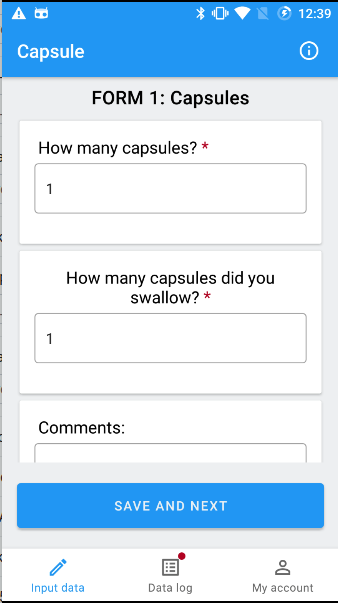 12:39
Capsule
FORM 1: Capsules
How many capsules? *
1
How many capsules did you
swallow? *
1
Comments:
SAVE AND NEXT
Input data
Data log
My account